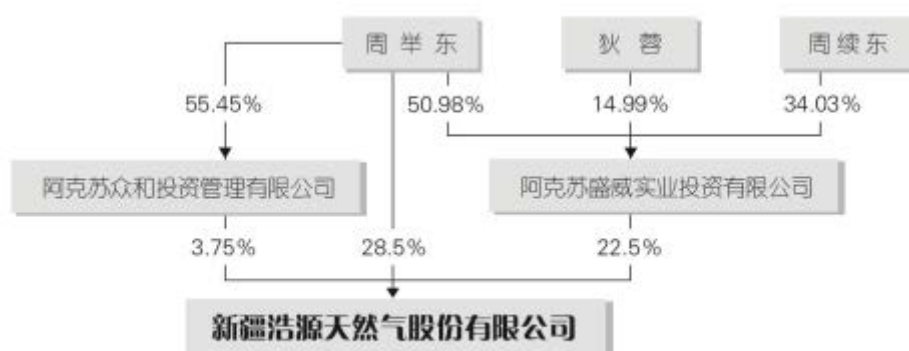 周举东
狄蓉
周续东
55.45%
50.98%
14.99%
34.03%
阿克苏众和投资管理有限公司
阿克苏盛威实业投资有限公司
3.75%
28.5%
22.5%
新疆浩源天然气股份有限公司